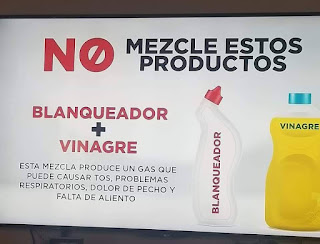 NO MEZCLE ESTOS
PRODUCTOS
BLANQUEADOR
+
VINAGRE
ESTA MEZCLA PRODUCE UN GAS QUE
PUEDE CAUSAR TOS, PROBLEMAS
RESPIRATORIOS, DOLOR DE PECHO Y
FALTA DE ALIENTO
BLANQUEADOR
VINAGRE